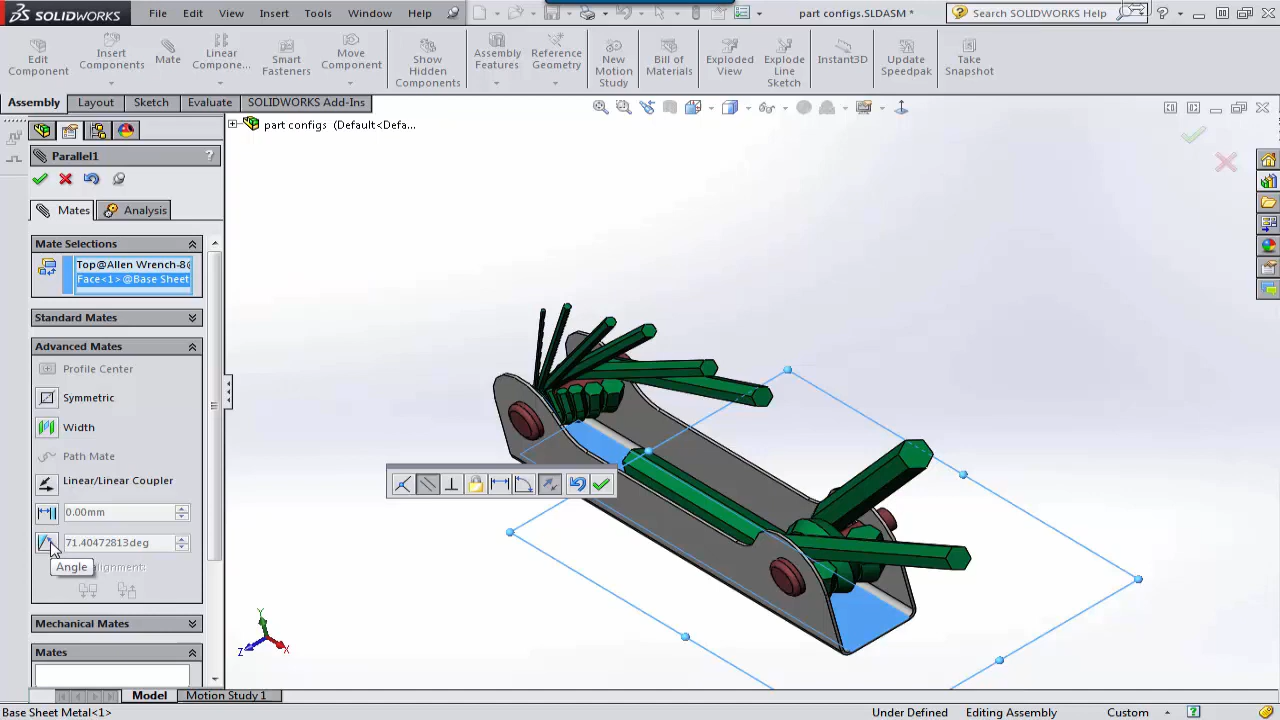 SOLIDWORKS File Edit View Insert Tools Window Help part configs.SLDASM * Search SOLIDWORKS Help
Edit Component
Insert Components
Mate
Linear Compone...
Smart Fasteners
Move Component
Show Hidden Components
Assembly Features
Reference Geometry
New Motion Study
Bill of Materials
Exploded View
Explode Line Sketch
Instant3D
Update Speedpak
Take Snapshot
Assembly Layout Sketch Evaluate SOLIDWORKS Add-Ins
part configs (Default<Defa...
Parallel1 ?
Mates Analysis
Mate Selections
Top@Allen Wrench-8@
Face<1>@Base Sheet
Standard Mates
Advanced Mates
Profile Center
Symmetric
Width
Path Mate
Linear/Linear Coupler
0.00mm
71.40472813deg
Angle
Mechanical Mates
Mates
Y
Z X
Model Motion Study 1
Base Sheet Metal<1> Under Defined Editing Assembly Custom